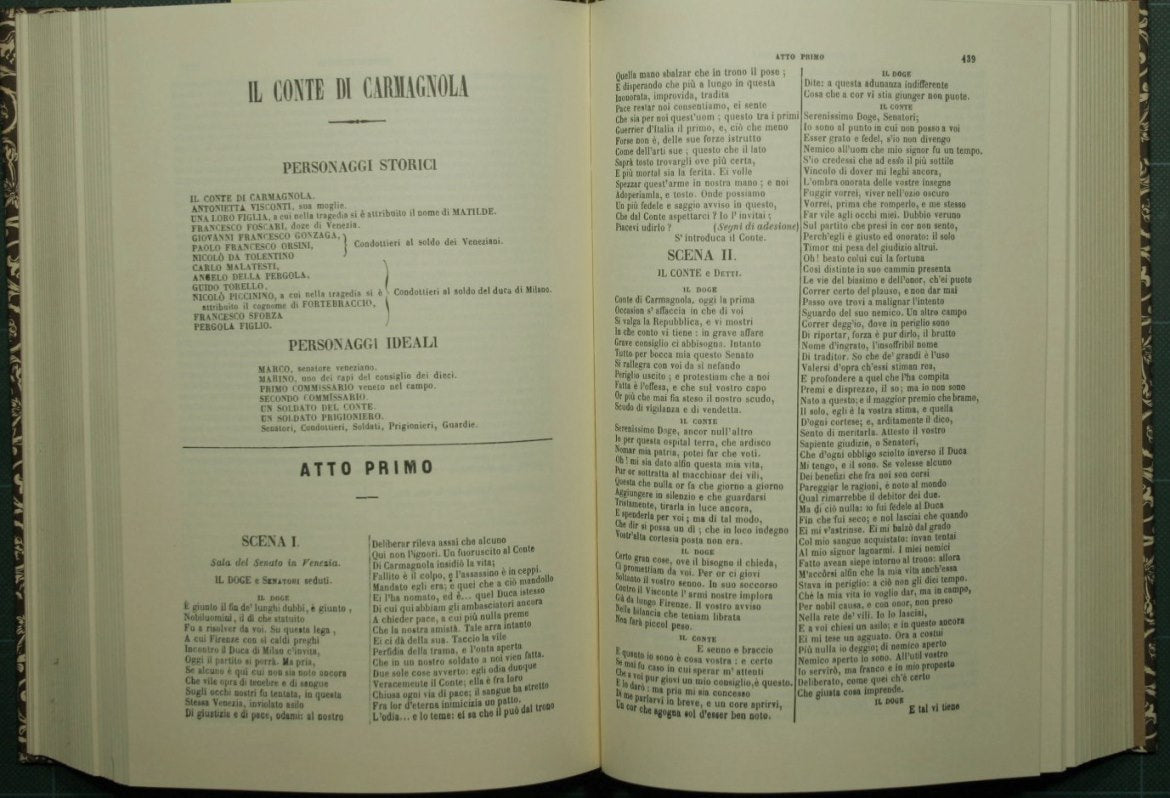 IL CONTE DI CARMAGNOLA
PERSONAGGI STORICI
IL CONTE DI CARMAGNOLA.
ANTONIETTA VISCONTI, sua moglie.
UNA LORO FIGLIA, a cui nella tragedia si è attribuito il nome di MATILDE.
FRANCESCO FOSCARI, doze di Venezia.
GIOVANNI FRANCESCO GONZAGA,
PAOLO FRANCESCO ORSINI,
NICOLÒ DA TOLENTINO
Condottieri al soldo dei Veneziani.
CARLO MALATESTI,
ANGELO DELLA PERGOLA,
GUIDO TORELLO,
NICOLÒ PICCININO, a cui nella tragedia si è
attribuito il cognome di FORTEBRACCIO,
FRANCESCO SFORZA
PERGOLA FIGLIO.
Condottieri al soldo del duca di Milano.
PERSONAGGI IDEALI
MARCO, senatore veneziano.
MARINO, uno dei capi del consiglio dei dieci.
PRIMO COMMISSARIO veneto nel campo.
SECONDO COMMISSARIO.
UN SOLDATO DEL CONTE.
UN SOLDATO PRIGIONIERO.
Senatori, Condottieri, Soldati, Prigionieri, Guardie.
ATTO PRIMO
SCENA I.
Sala del Senato in Venezia.
IL DOGE e SENATORI seduti.
IL DOGE
È giunto il fin de' lunghi dubbi, è giunto,
Nobiluomini, il dì che statuito
Fu a risolver da voi. Su questa lega,
A cui Firenze con sì caldi preghi
Incontro il Duca di Milan c'invita,
Oggi il partito si porrà. Ma pria,
Se alcuno è qui cui non sia noto ancora
Che vile opra di tenebre e di sangue
Sugli occhi nostri fu tentata, in questa
Stessa Venezia, inviolato asilo
Di giustizia e di pace, odami: al nostro
Deliberar rileva assai che alcuno
Qui non l'ignori. Un fuoruscito al Conte
Di Carmagnola insidiò la vita;
Fallito è il colpo, e l'assassino è in ceppi.
Mandato egli era; e quei che a ciò mandollo
Ei l'ha nomato, ed è... quel Duca istesso
Di cui qui abbiam gli ambasciatori ancora
A chieder pace, a cui più nulla preme
Che la nostra amistà. Tale arra intanto
Ei ci dà della sua. Taccio la vile
Perfidia della trama, e l'onta aperta
Che in un nostro soldato a noi vien fatta.
Due sole cose avverto: egli odia dunque
Veracemente il Conte; ella è fra loro
Chiusa ogni via di pace; il sangue ha stretto
Fra lor d'eterna inimicizia un patto.
L'odia... e lo teme: ei sa che il può dal trono
ATTO PRIMO
439
Quella mano sbalzar che in trono il pose;
E disperando che più a lungo in questa
Inonorata, improvida, tradita
Pace restar noi consentiamo, ei sente
Che sia per noi quest'uom; questo tra i primi
Guerrier d'Italia il primo, e, ciò che meno
Forse non è, delle sue forze istrutto
Come dell'arti sue; questo che il lato
Saprà tosto trovargli ove più certa,
E più mortal sia la ferita. Ei volle
Spezzar quest'arme in nostra mano; e noi
Adoperiamla, e tosto. Onde possiamo
Un più fedele e saggio avviso in questo,
Che dal Conte aspettarci? Io l'invitai;
Piacevi udirlo? (Segni di adesione)
S'introduca il Conte.
SCENA II.
IL CONTE e DETTI.
IL DOGE
Conte di Carmagnola, oggi la prima
Occasion s'affaccia in che di voi
Si valga la Repubblica, e vi mostri
In che conto vi tiene: in grave affare
Grave consiglio ci abbisogna. Intanto
Tutto per bocca mia questo Senato
Si rallegra con voi da sì nefando
Periglio uscito; e protestiam che a noi
Fatta è l'offesa, e che sul vostro capo
Or più che mai fia steso il nostro scudo,
Scudo di vigilanza e di vendetta.
IL CONTE
Serenissimo Doge, ancor null'altro
Io per questa ospital terra, che ardisco
Nomar mia patria, potei far che voti.
Oh! mi sia dato alfin questa mia vita,
Pur or sottratta al macchinar dei vili,
Questa che nulla or fa che giorno a giorno
Aggiungere in silenzio e che guardarsi
Tristamente, tirarla in luce ancora,
E spenderla per voi; ma di tal modo,
Che dir si possa un dì; che in loco indegno
Vostr'alta cortesia posta non era.
IL DOGE
Certo gran cose, ove il bisogno il chieda,
Ci promettiam da voi. Per or ci giovi
Soltanto il vostro senno. In suo soccorso
Contro il Visconte l'armi nostre implora
Già da lungo Firenze. Il vostro avviso
Nella bilancia che teniam librata
Non farà piccol peso.
IL CONTE
E senno e braccio
E quanto io sono è cosa vostra: e certo
Se mai fu caso in cui sperar m'attenti
Che a voi pur giovi un mio consiglio, è questo.
E lo darò: ma pria mi sia concesso
Di me parlarvi in breve, e un core aprirvi,
Un cor che agogna sol d'esser ben noto.
IL DOGE
Dite: a questa adunanza indifferente
Cosa che a cor vi stia giunger non puote.
IL CONTE
Serenissimo Doge, Senatori;
Io sono al punto in cui non posso a voi
Esser grato e fedel, s'io non divengo
Nemico all'uom che mio signor fu un tempo.
S'io credessi che ad esso il più sottile
Vincolo di dover mi leghi ancora,
L'ombra onorata delle vostre insegne
Fuggir vorrei, viver nell'ozio oscuro
Vorrei, prima che romperlo, e me stesso
Far vile agli occhi miei. Dubbio veruno
Sul partito che presi in cor non sento,
Perch'egli è giusto ed onorato: il solo
Timor mi pesa del giudizio altrui.
Oh! beato colui cui la fortuna
Così distinte in suo cammin presenta
Le vie del biasimo e dell'onor, ch'ei puote
Correr certo del plauso, e non dar mai
Passo ove trovi a malignar l'intento
Sguardo del suo nemico. Un altro campo
Correr degg'io, dove in periglio sono
Di riportar, forza è pur dirlo, il brutto
Nome d'ingrato, l'insoffribil nome
Di traditor. So che de' grandi è l'uso
Valersi d'opra ch'essi stiman rea,
E profondere a quel che l'ha compita
Premi e disprezzo, il so; ma io non sono
Nato a questo; e il maggior premio che bramo,
Il solo, egli è la vostra stima, e quella
D'ogni cortese; e, arditamente il dico,
Sento di meritarla. Attesto il vostro
Sapiente giudizio, o Senatori,
Che d'ogni obbligo sciolto inverso il Duca
Mi tengo, e il sono. Se volesse alcuno
Dei benefizi che fra noi son corsi
Pareggiar le ragioni, è noto al mondo
Qual rimarrebbe il debitor dei due.
Ma di ciò nulla: io fui fedele al Duca
Fin che fui seco; e nol lasciai che quando
Ei mi v'astrinse. Ei mi balzò dal grado
Col mio sangue acquistato: invan tentai
Al mio signor lagnarmi. I miei nemici
Fatto avean siepe intorno al trono: allora
M'accôrsi alfin che la mia vita anch'essa
Stava in periglio: a ciò non gli diei tempo.
Chè la mia vita io voglio dar, ma in campo,
Per nobil causa, e con onor, non preso
Nella rete de' vili. Io lo lasciai,
E a voi chiesi un asilo; e in questo ancora
Ei mi tese un agguato. Ora a costui
Più nulla io deggio; di nemico aperto
Nemico aperto io sono. All'util vostro
Io servirò, ma franco e in mio proposito
Deliberato, come quei ch'è certo
Che giusta cosa imprende.
IL DOGE
E tal vi tiene